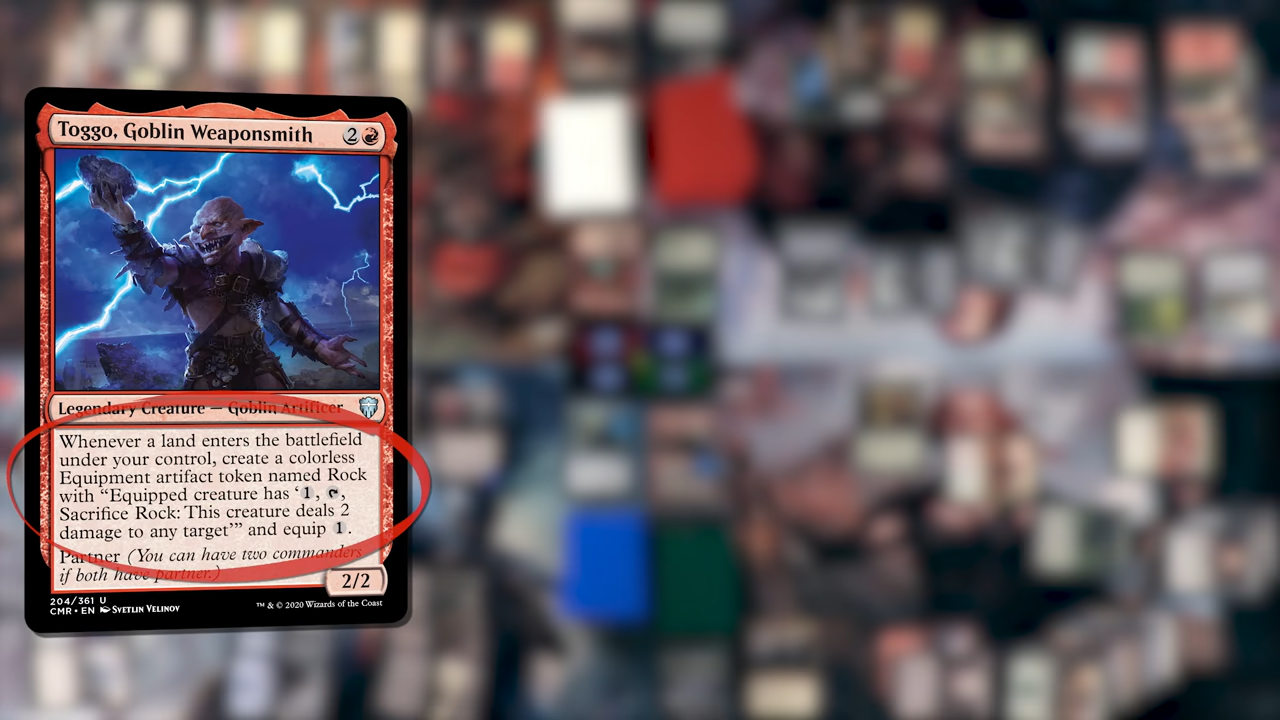 Toggo, Goblin Weaponsmith 2
Legendary Creature — Goblin Artificer
Whenever a land enters the battlefield
under your control, create a colorless
Equipment artifact token named Rock
with “Equipped creature has ‘1, ,
Sacrifice Rock: This creature deals 2
damage to any target’” and equip 1.
Partner (You can have two commanders
if both have partner.)
2/2
204/361 U
CMR • EN Svetlin Velinov
™ & © 2020 Wizards of the Coast